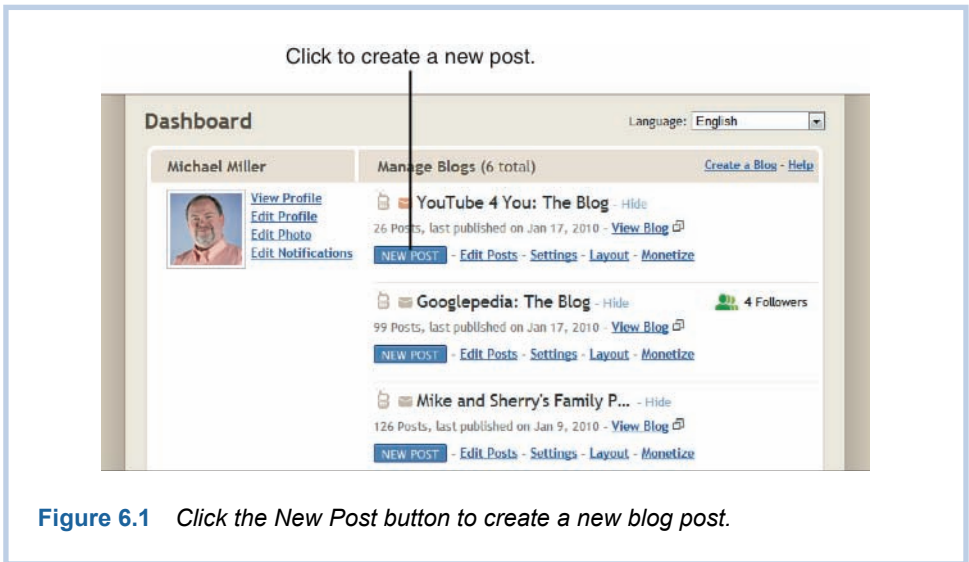 Click to create a new post.
Dashboard
Language: English
Michael Miller
Manage Blogs (6 total)
Create a Blog - Help
View Profile
Edit Profile
Edit Photo
Edit Notifications
YouTube 4 You: The Blog - Hide
26 Posts, last published on Jan 17, 2010 - View Blog
NEW POST - Edit Posts - Settings - Layout - Monetize
Googlepedia: The Blog - Hide
4 Followers
99 Posts, last published on Jan 17, 2010 - View Blog
NEW POST - Edit Posts - Settings - Layout - Monetize
Mike and Sherry's Family P... - Hide
126 Posts, last published on Jan 9, 2010 - View Blog
NEW POST - Edit Posts - Settings - Layout - Monetize
Figure 6.1 Click the New Post button to create a new blog post.